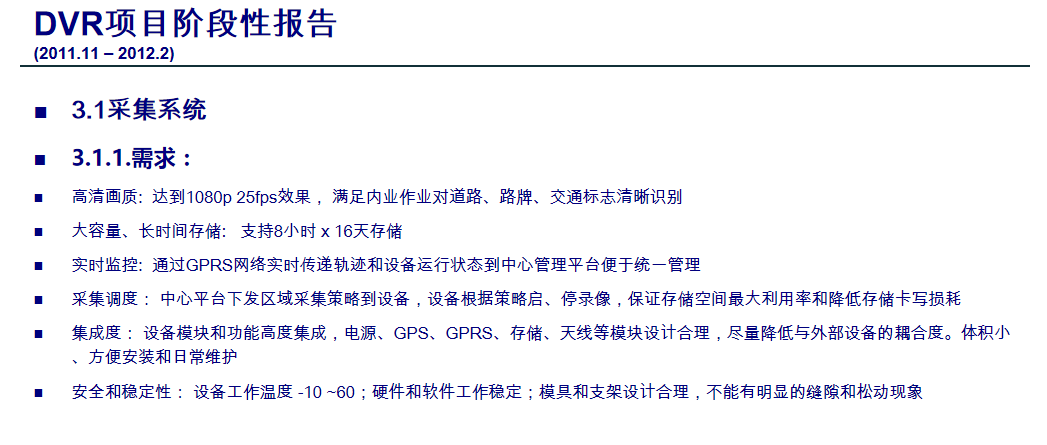 DVR项目阶段性报告
(2011.11 – 2012.2)
■ 3.1采集系统
■ 3.1.1.需求：
■ 高清画质: 达到1080p 25fps效果， 满足内业作业对道路、路牌、交通标志清晰识别
■ 大容量、长时间存储: 支持8小时 x 16天存储
■ 实时监控: 通过GPRS网络实时传递轨迹和设备运行状态到中心管理平台便于统一管理
■ 采集调度： 中心平台下发区域采集策略到设备，设备根据策略启、停录像，保证存储空间最大利用率和降低存储卡写损耗
■ 集成度： 设备模块和功能高度集成，电源、GPS、GPRS、存储、天线等模块设计合理，尽量降低与外部设备的耦合度。体积小
、方便安装和日常维护
■ 安全和稳定性： 设备工作温度 -10 ~60；硬件和软件工作稳定；模具和支架设计合理，不能有明显的缝隙和松动现象